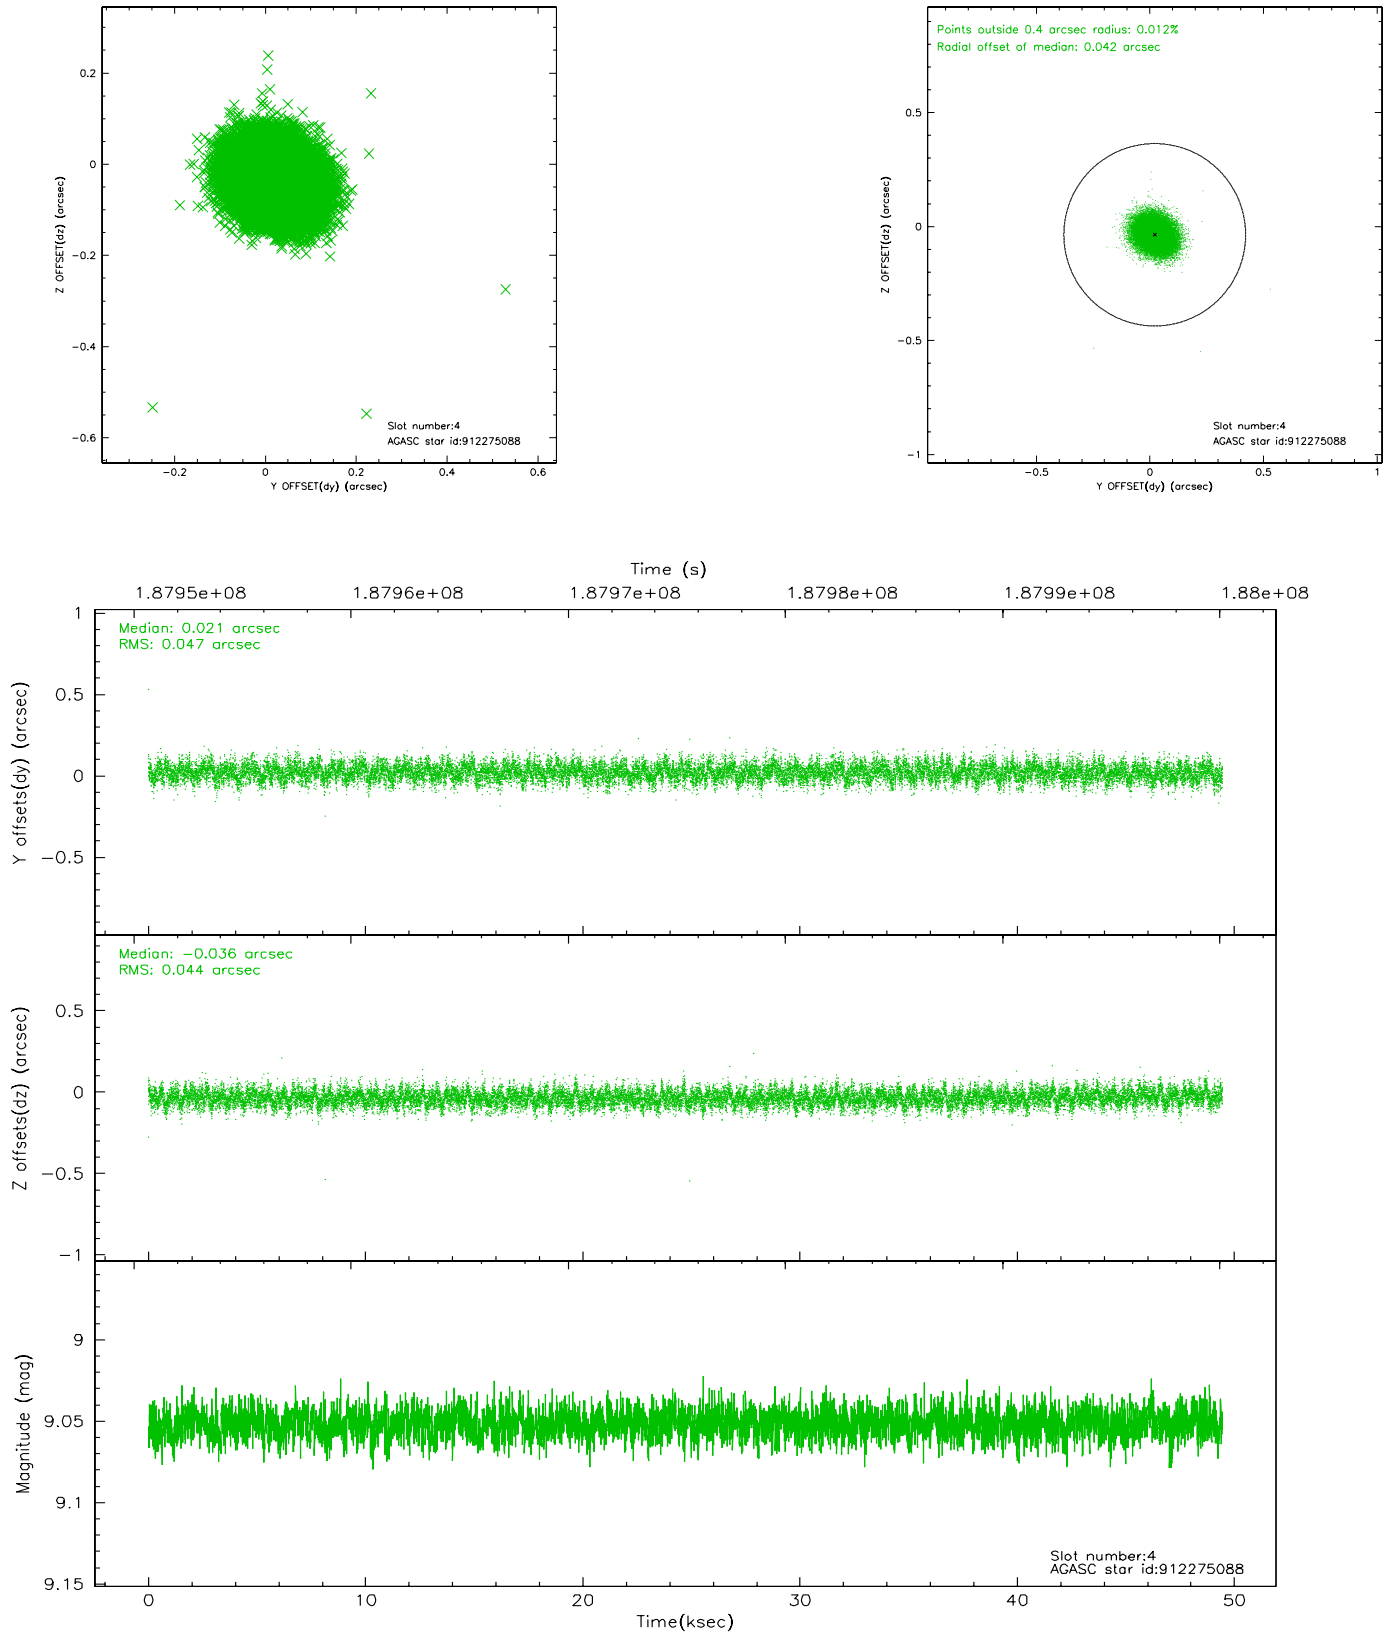 0.2
0
−0.2
−0.4
−0.6
Z OFFSET(dz) (arcsec)
Slot number:4
AGASC star id:912275088
−0.2 0 0.2 0.4 0.6
Y OFFSET(dy) (arcsec)
Points outside 0.4 arcsec radius: 0.012%
Radial offset of median: 0.042 arcsec
0.5
0
−0.5
−1
Z OFFSET(dz) (arcsec)
Slot number:4
AGASC star id:912275088
−0.5 0 0.5 1
Y OFFSET(dy) (arcsec)
Time (s)
1.8795e+08 1.8796e+08 1.8797e+08 1.8798e+08 1.8799e+08 1.88e+08
Median: 0.021 arcsec
RMS: 0.047 arcsec
1
0.5
0
−0.5
Y offsets(dy) (arcsec)
Median: −0.036 arcsec
RMS: 0.044 arcsec
0.5
0
−0.5
−1
Z offsets(dz) (arcsec)
9
9.05
9.1
9.15
Magnitude (mag)
Slot number:4
AGASC star id:912275088
0 10 20 30 40 50
Time(ksec)